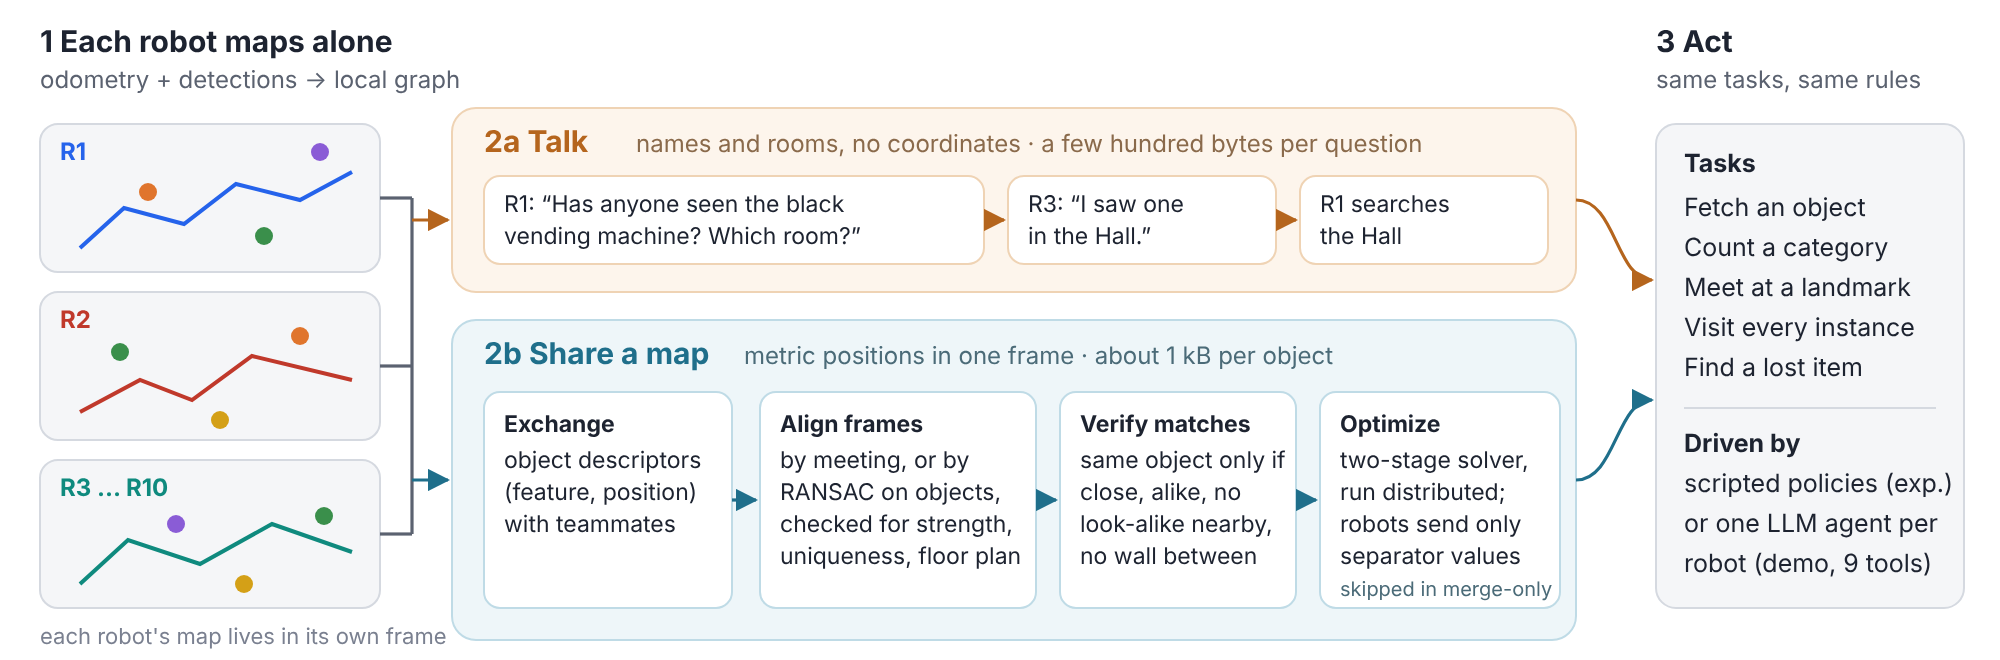 1 Each robot maps alone
odometry + detections → local graph
R1
R2
R3 ... R10
each robot's map lives in its own frame
2a Talk
names and rooms, no coordinates · a few hundred bytes per question
R1: “Has anyone seen the black
vending machine? Which room?”
R3: “I saw one
in the Hall.”
R1 searches
the Hall
2b Share a map
metric positions in one frame · about 1 kB per object
Exchange
object descriptors
(feature, position)
with teammates
Align frames
by meeting, or by
RANSAC on objects,
checked for strength,
uniqueness, floor plan
Verify matches
same object only if
close, alike, no
look-alike nearby,
no wall between
Optimize
two-stage solver,
run distributed;
robots send only
separator values
skipped in merge-only
3 Act
same tasks, same rules
Tasks
Fetch an object
Count a category
Meet at a landmark
Visit every instance
Find a lost item
Driven by
scripted policies (exp.)
or one LLM agent per
robot (demo, 9 tools)